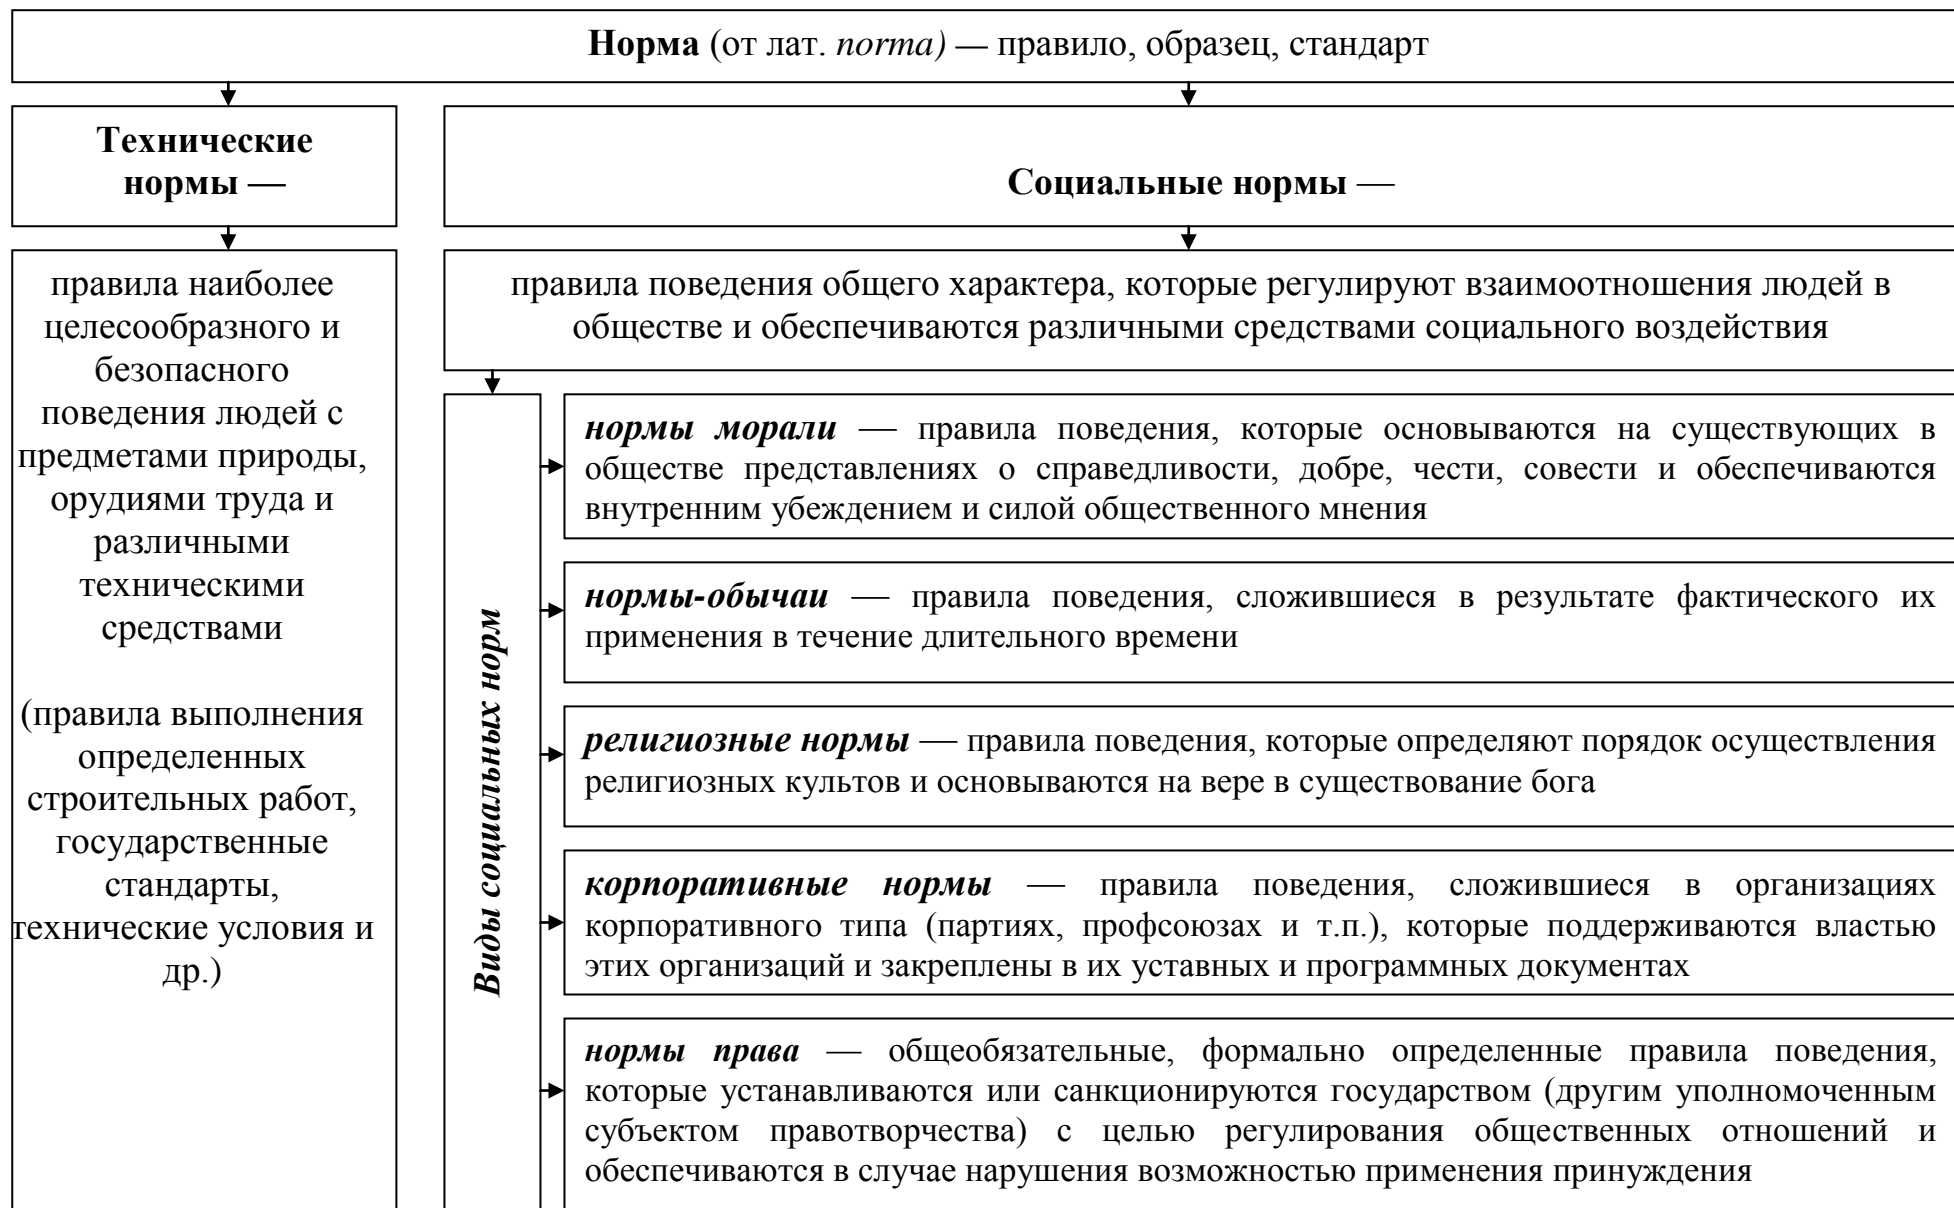 Норма (от лат. norma) — правило, образец, стандарт
Технические
нормы —
Социальные нормы —
правила наиболее
целесообразного и
безопасного
поведения людей с
предметами природы,
орудиями труда и
различными
техническими
средствами
(правила выполнения
определенных
строительных работ,
государственные
стандарты,
технические условия и
др.)
правила поведения общего характера, которые регулируют взаимоотношения людей в
обществе и обеспечиваются различными средствами социального воздействия
Виды социальных норм
нормы морали — правила поведения, которые основываются на существующих в
обществе представлениях о справедливости, добре, чести, совести и обеспечиваются
внутренним убеждением и силой общественного мнения
нормы-обычаи — правила поведения, сложившиеся в результате фактического их
применения в течение длительного времени
религиозные нормы — правила поведения, которые определяют порядок осуществления
религиозных культов и основываются на вере в существование бога
корпоративные нормы — правила поведения, сложившиеся в организациях
корпоративного типа (партиях, профсоюзах и т.п.), которые поддерживаются властью
этих организаций и закреплены в их уставных и программных документах
нормы права — общеобязательные, формально определенные правила поведения,
которые устанавливаются или санкционируются государством (другим уполномоченным
субъектом правотворчества) с целью регулирования общественных отношений и
обеспечиваются в случае нарушения возможностью применения принуждения